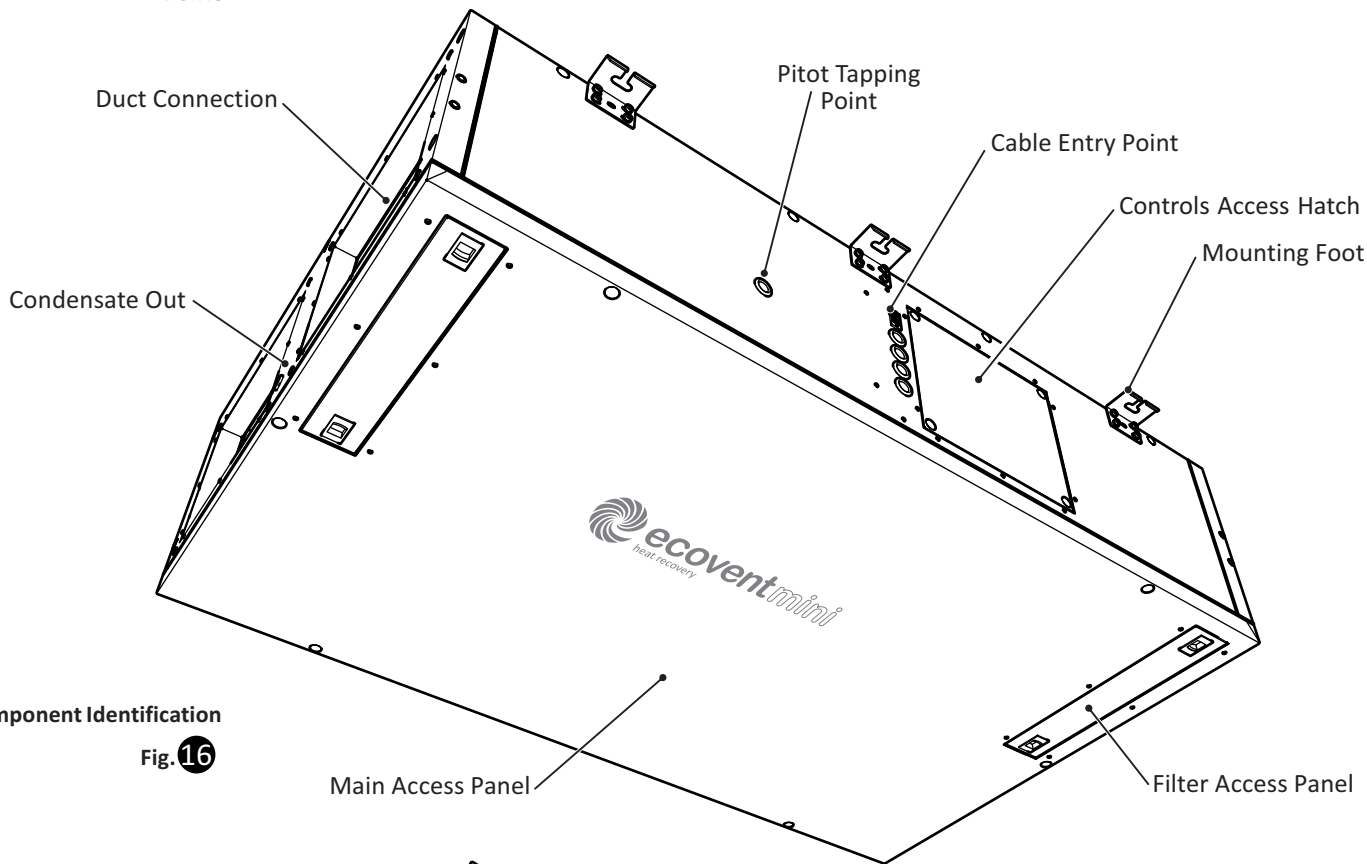 Duct Connection
Pitot Tapping
Point
Cable Entry Point
Controls Access Hatch
Mounting Foot
Condensate Out
ecoventmini
heat recovery
mponent Identification
Fig. 16
Main Access Panel
Filter Access Panel